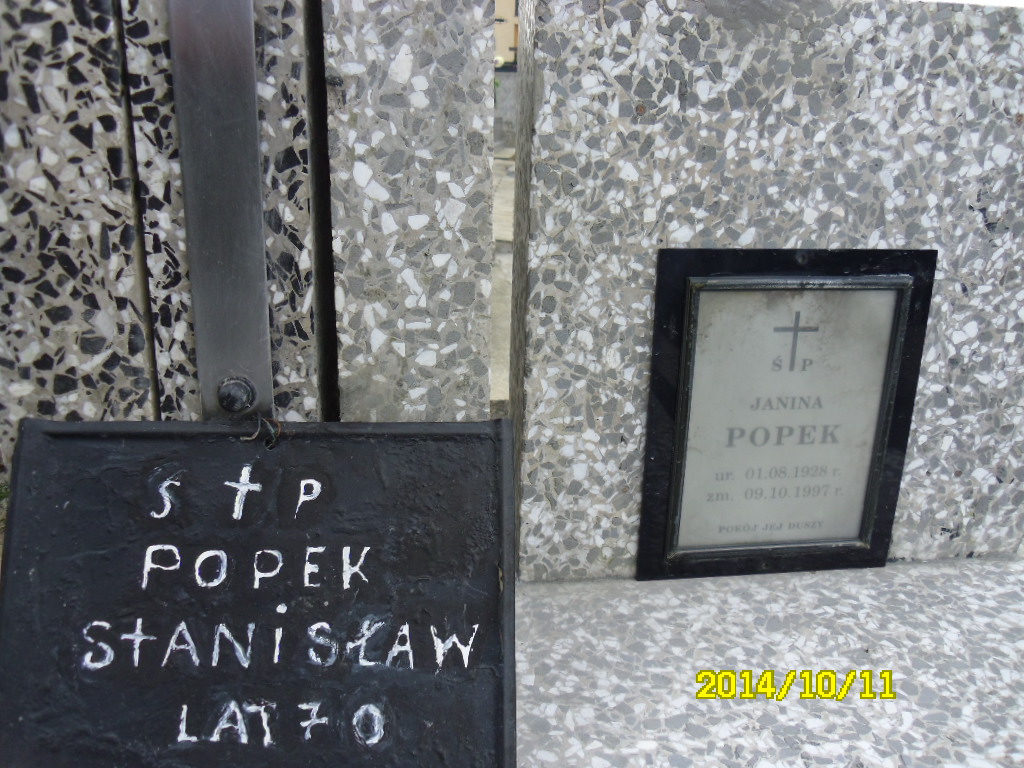 Ś † P
POPEK
STANiSŁAW
LAT 70
Ś P
JANINA
POPEK
ur. 01.08.1928 r.
zm. 09.10.1997 r.
POKÓJ JEJ DUSZY
2014/10/11